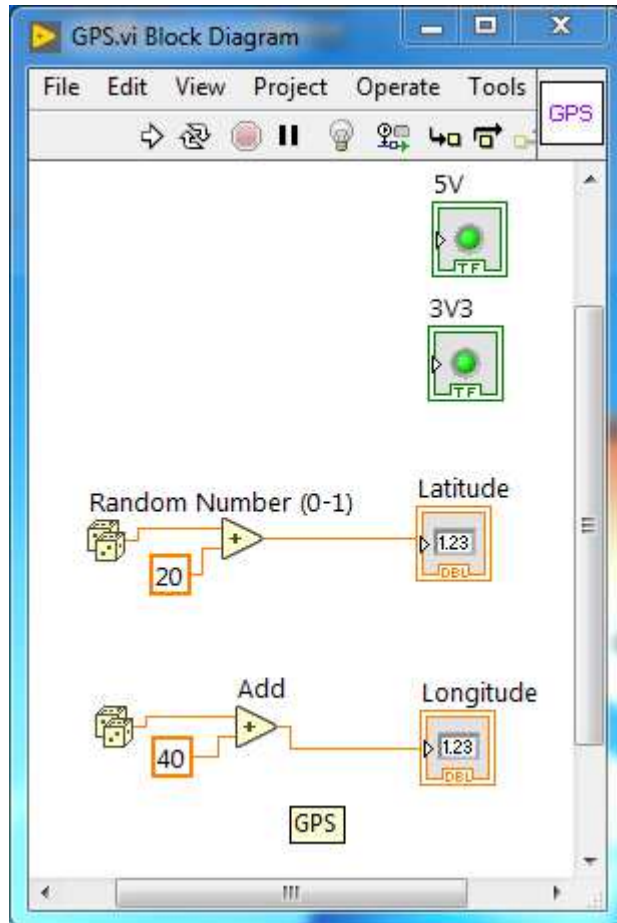 GPS.vi Block Diagram
File Edit View Project Operate Tools
GPS
5V
TF
3V3
TF
Random Number (0-1)
Latitude
20
1.23
DBL
Add
Longitude
40
1.23
DBL
GPS